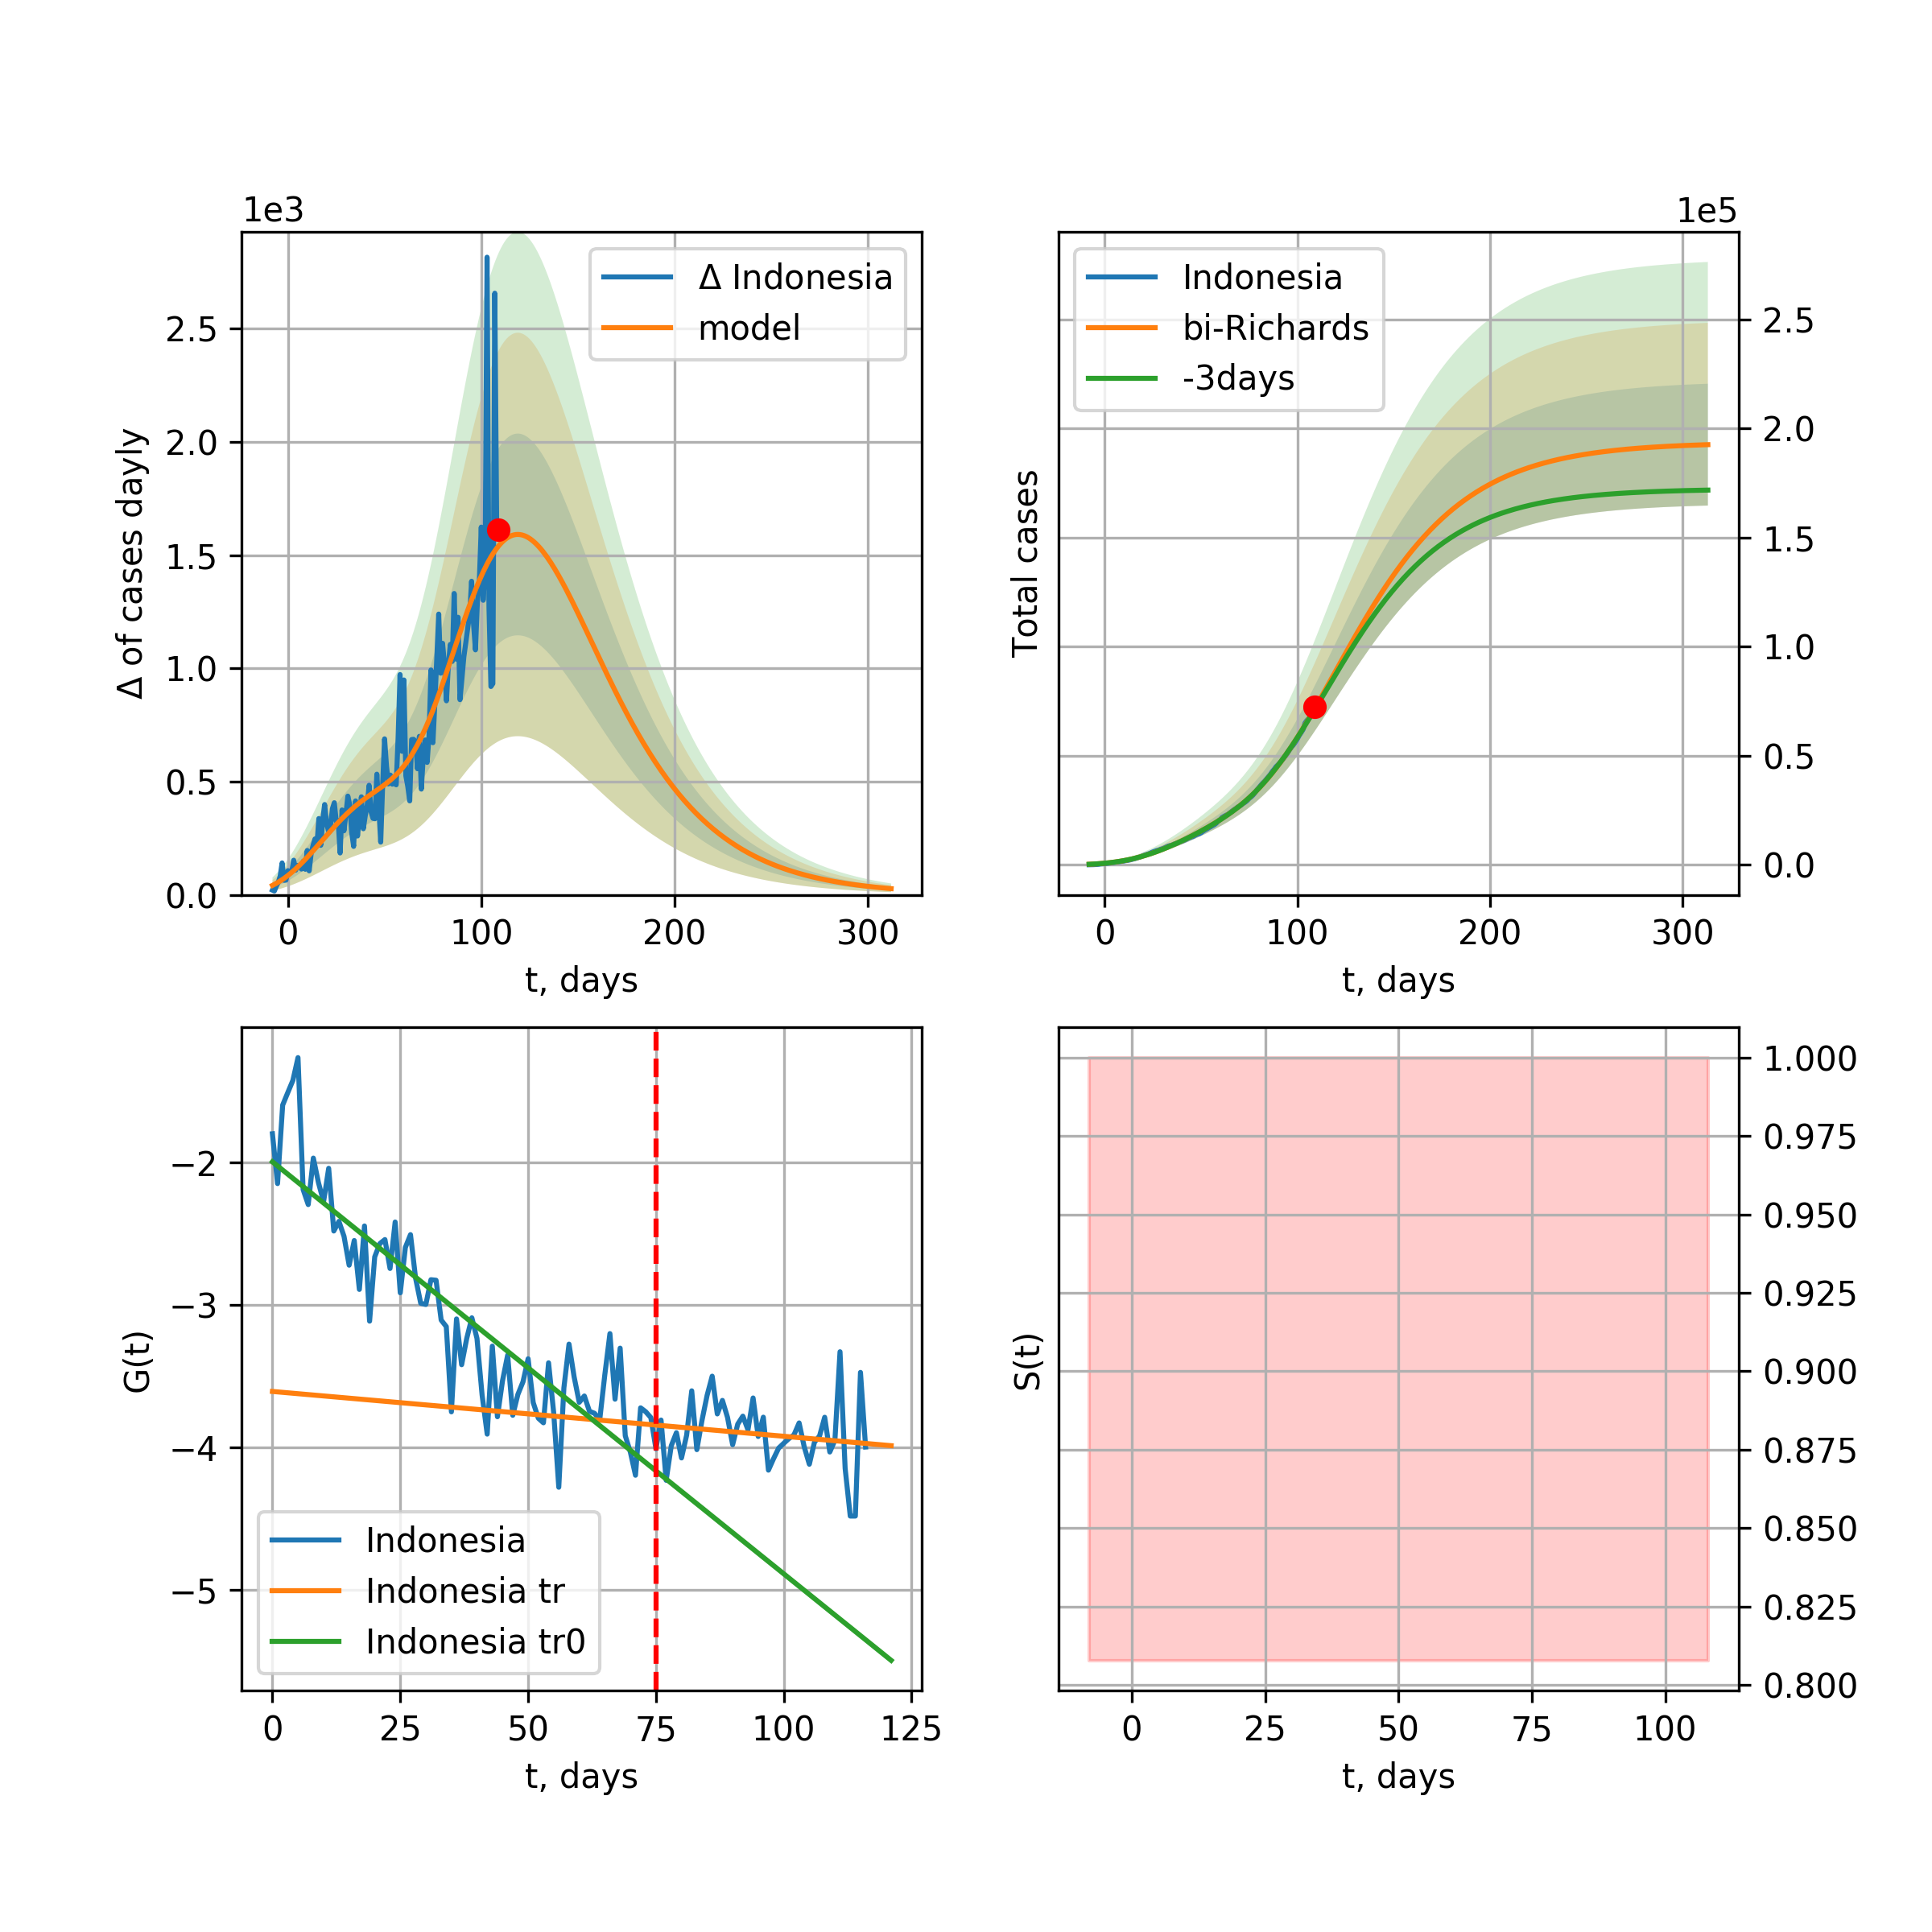 1e3
Δ of cases dayly
2.5
2.0
1.5
1.0
0.5
0.0
Δ Indonesia
model
0 100 200 300
t, days
1e5
Total cases
Indonesia
bi-Richards
-3days
2.5
2.0
1.5
1.0
0.5
0.0
0 100 200 300
t, days
G(t)
−2
−3
−4
−5
Indonesia
Indonesia tr
Indonesia tr0
0 25 50 75 100 125
t, days
S(t)
1.000
0.975
0.950
0.925
0.900
0.875
0.850
0.825
0.800
0 25 50 75 100
t, days